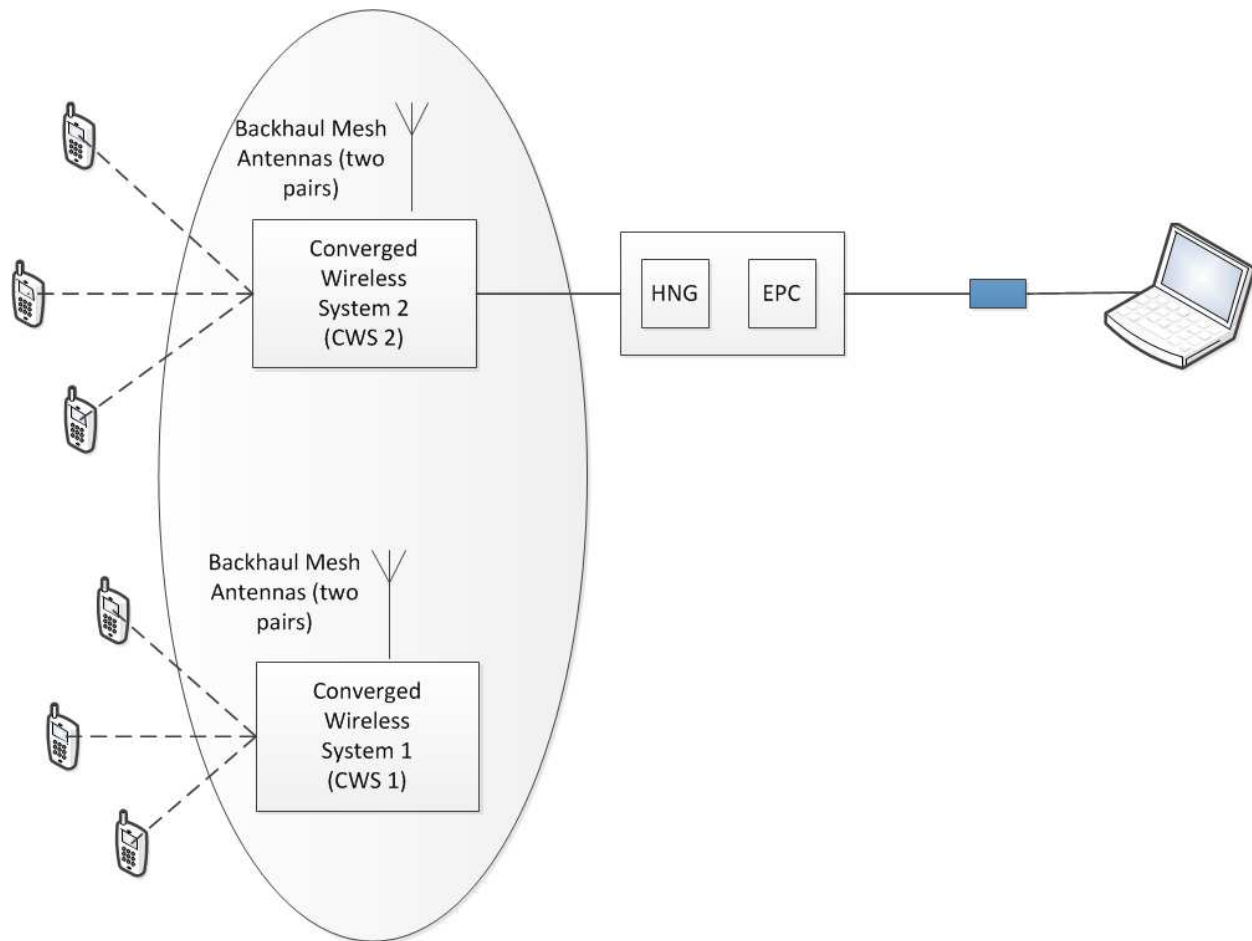 Backhaul Mesh
Antennas (two
pairs)
Converged
Wireless
System 2
(CWS 2)
HNG
EPC
Backhaul Mesh
Antennas (two
pairs)
Converged
Wireless
System 1
(CWS 1)